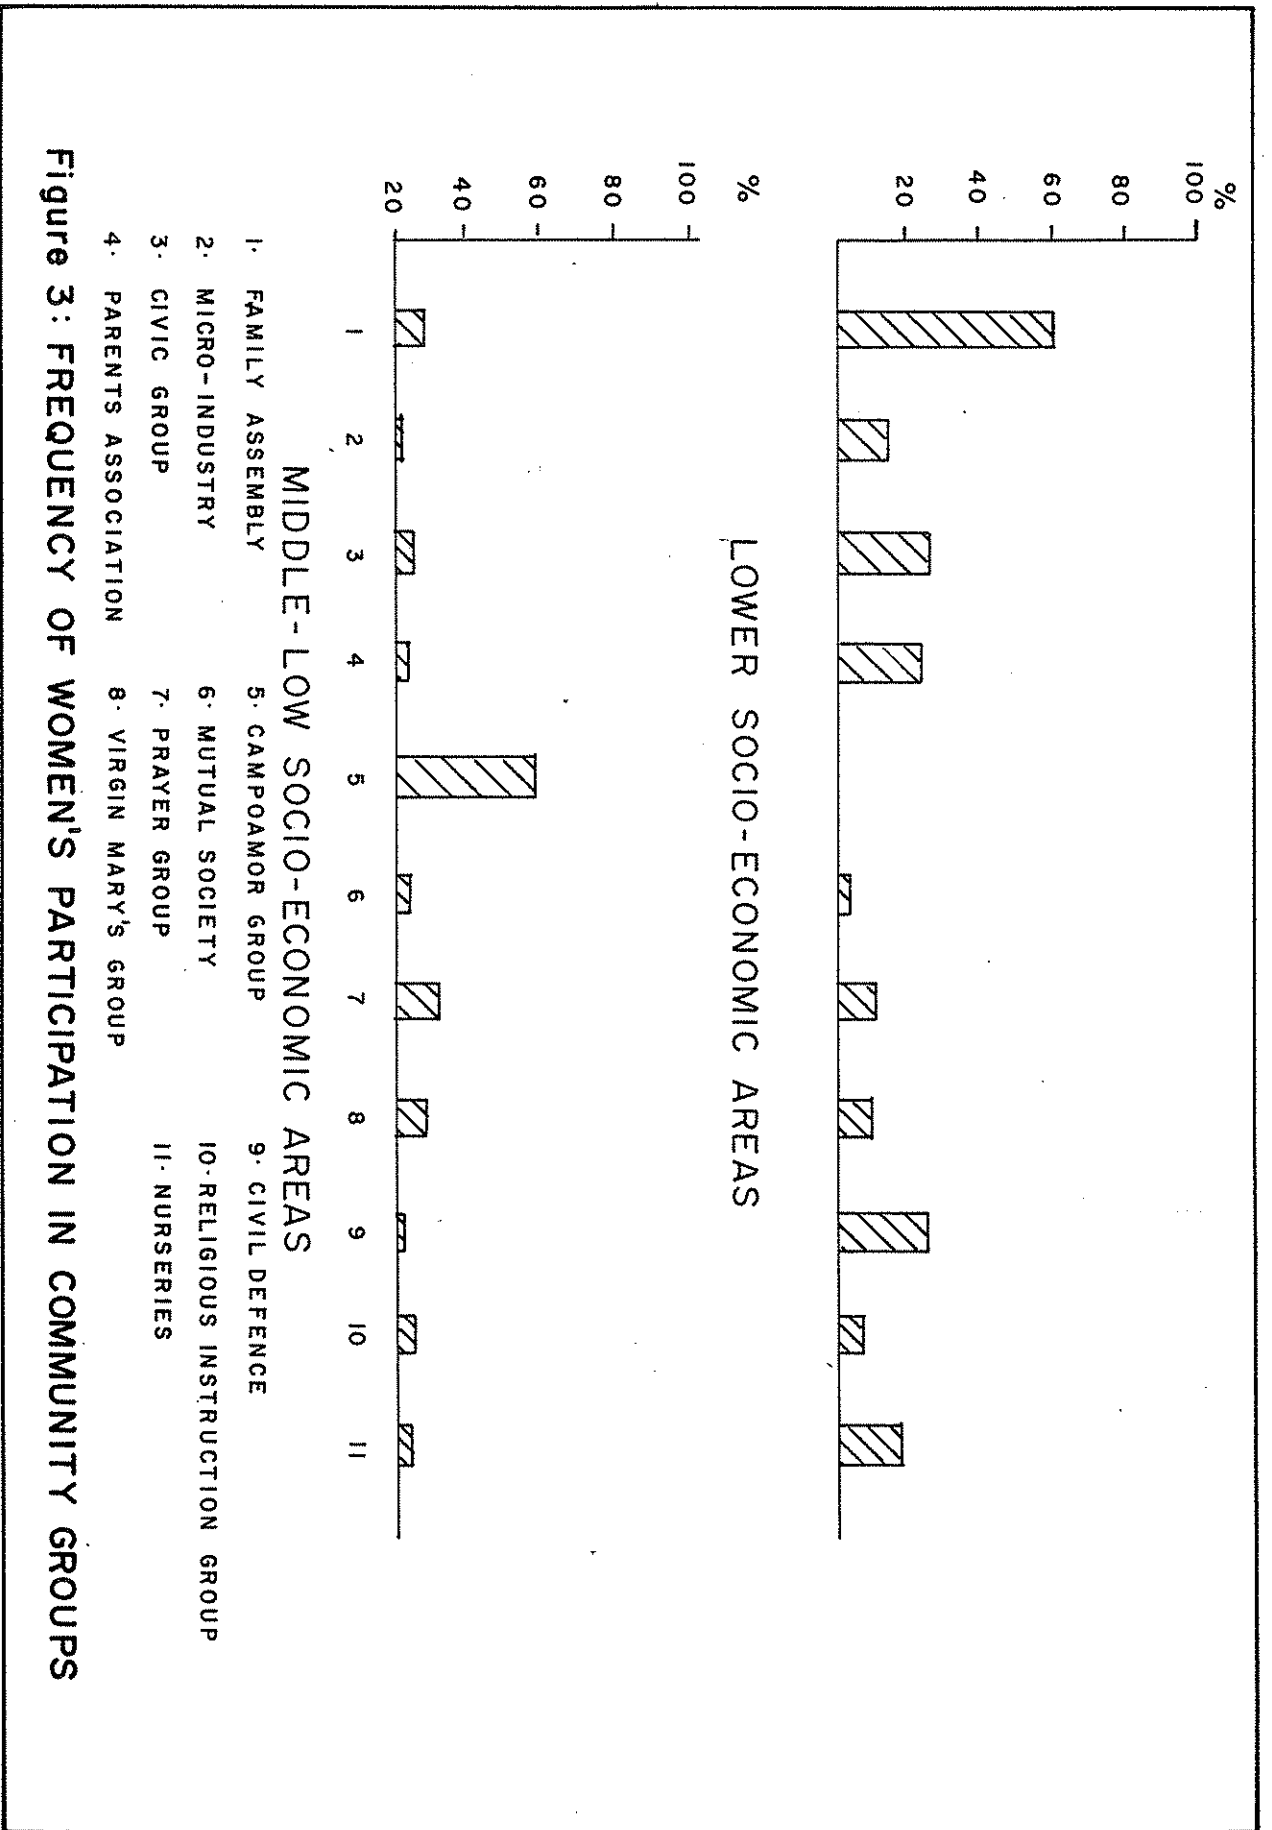 %
100
80
60
40
20
LOWER SOCIO-ECONOMIC AREAS
%
100
80
60
40
20
1 2 3 4 5 6 7 8 9 10 11
MIDDLE-LOW SOCIO-ECONOMIC AREAS
1. FAMILY ASSEMBLY
2. MICRO-INDUSTRY
3. CIVIC GROUP
4. PARENTS ASSOCIATION
5. CAMPOAMOR GROUP
6. MUTUAL SOCIETY
7. PRAYER GROUP
8. VIRGIN MARY'S GROUP
9. CIVIL DEFENCE
10. RELIGIOUS INSTRUCTION GROUP
11. NURSERIES
Figure 3: FREQUENCY OF WOMEN'S PARTICIPATION IN COMMUNITY GROUPS